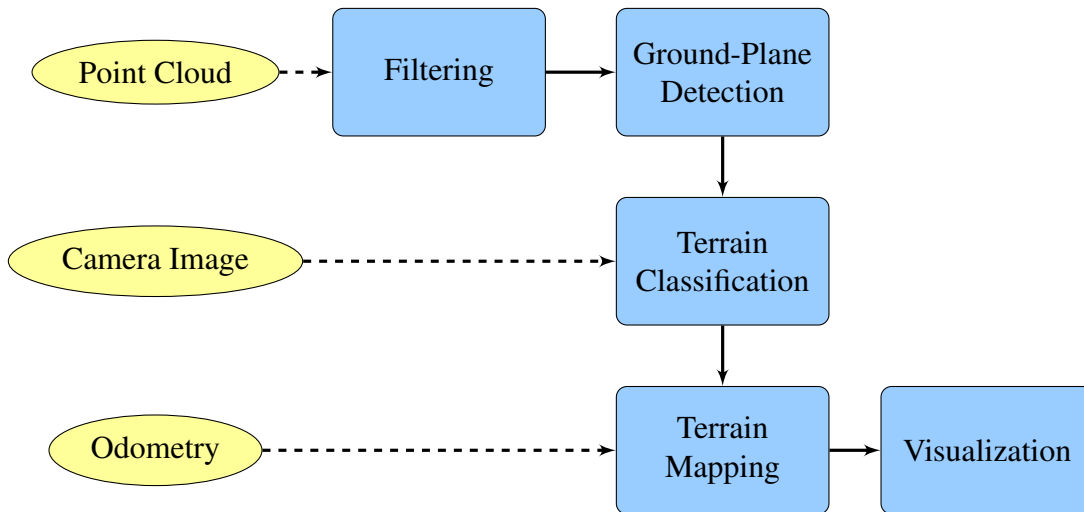 Point Cloud
Filtering
Ground-Plane
Detection
Camera Image
Terrain
Classification
Odometry
Terrain
Mapping
Visualization